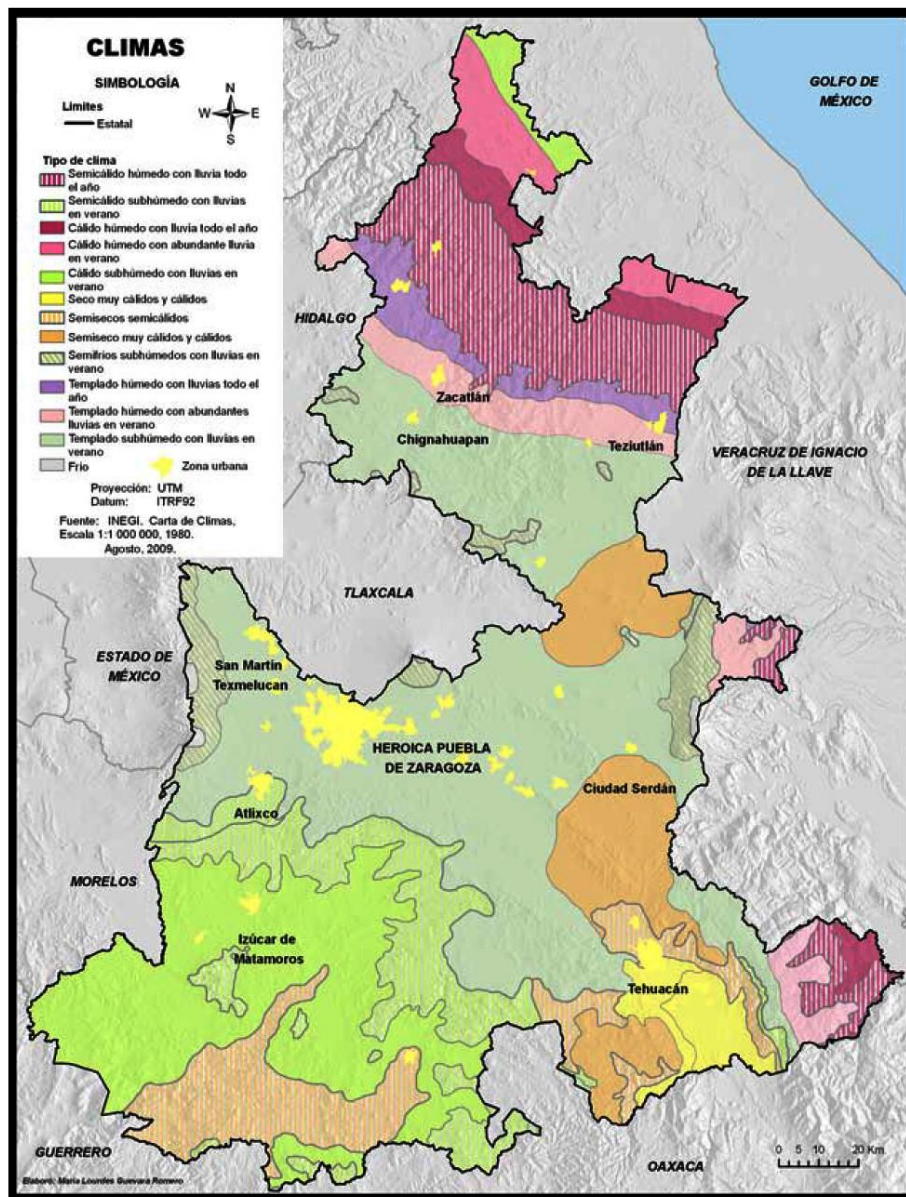 CLIMAS
SIMBOLOGÍA
N
W
E
S
Limites
Estatal
Tipo de clima
Semicálido húmedo con lluvia todo
el año
Semicálido subhúmedo con lluvias
en verano
Cálido húmedo con lluvia todo el año
Cálido húmedo con abundante lluvia
en verano
Cálido subhúmedo con lluvias en
verano
Seco muy cálidos y cálidos
Semisecos semicálidos
Semiseco muy cálidos y cálidos
Semifríos subhúmedos con lluvias en
verano
Templado húmedo con lluvias todo el
año
Templado húmedo con abundantes
lluvias en verano
Templado subhúmedo con lluvias en
verano
Frío
Zona urbana
Proyección: UTM
Datum: ITRF92
Fuente: INEGI. Carta de Climas,
Escala 1:1 000 000, 1980.
Agosto, 2009.
GOLFO DE
MÉXICO
HIDALGO
Zacatlán
Chignahuapan
Teziutlán
VERACRUZ DE IGNACIO
DE LA LLAVE
TLAXCALA
ESTADO DE
MÉXICO
San Martín
Texmelucan
HEROICA PUEBLA
DE ZARAGOZA
Ciudad Serdán
Atlixco
MORELOS
Izúcar de
Matamoros
Tehuacán
GUERRERO
OAXACA
0 5 10 20 Km.
Elaboró: María Lourdes Guevara Romero